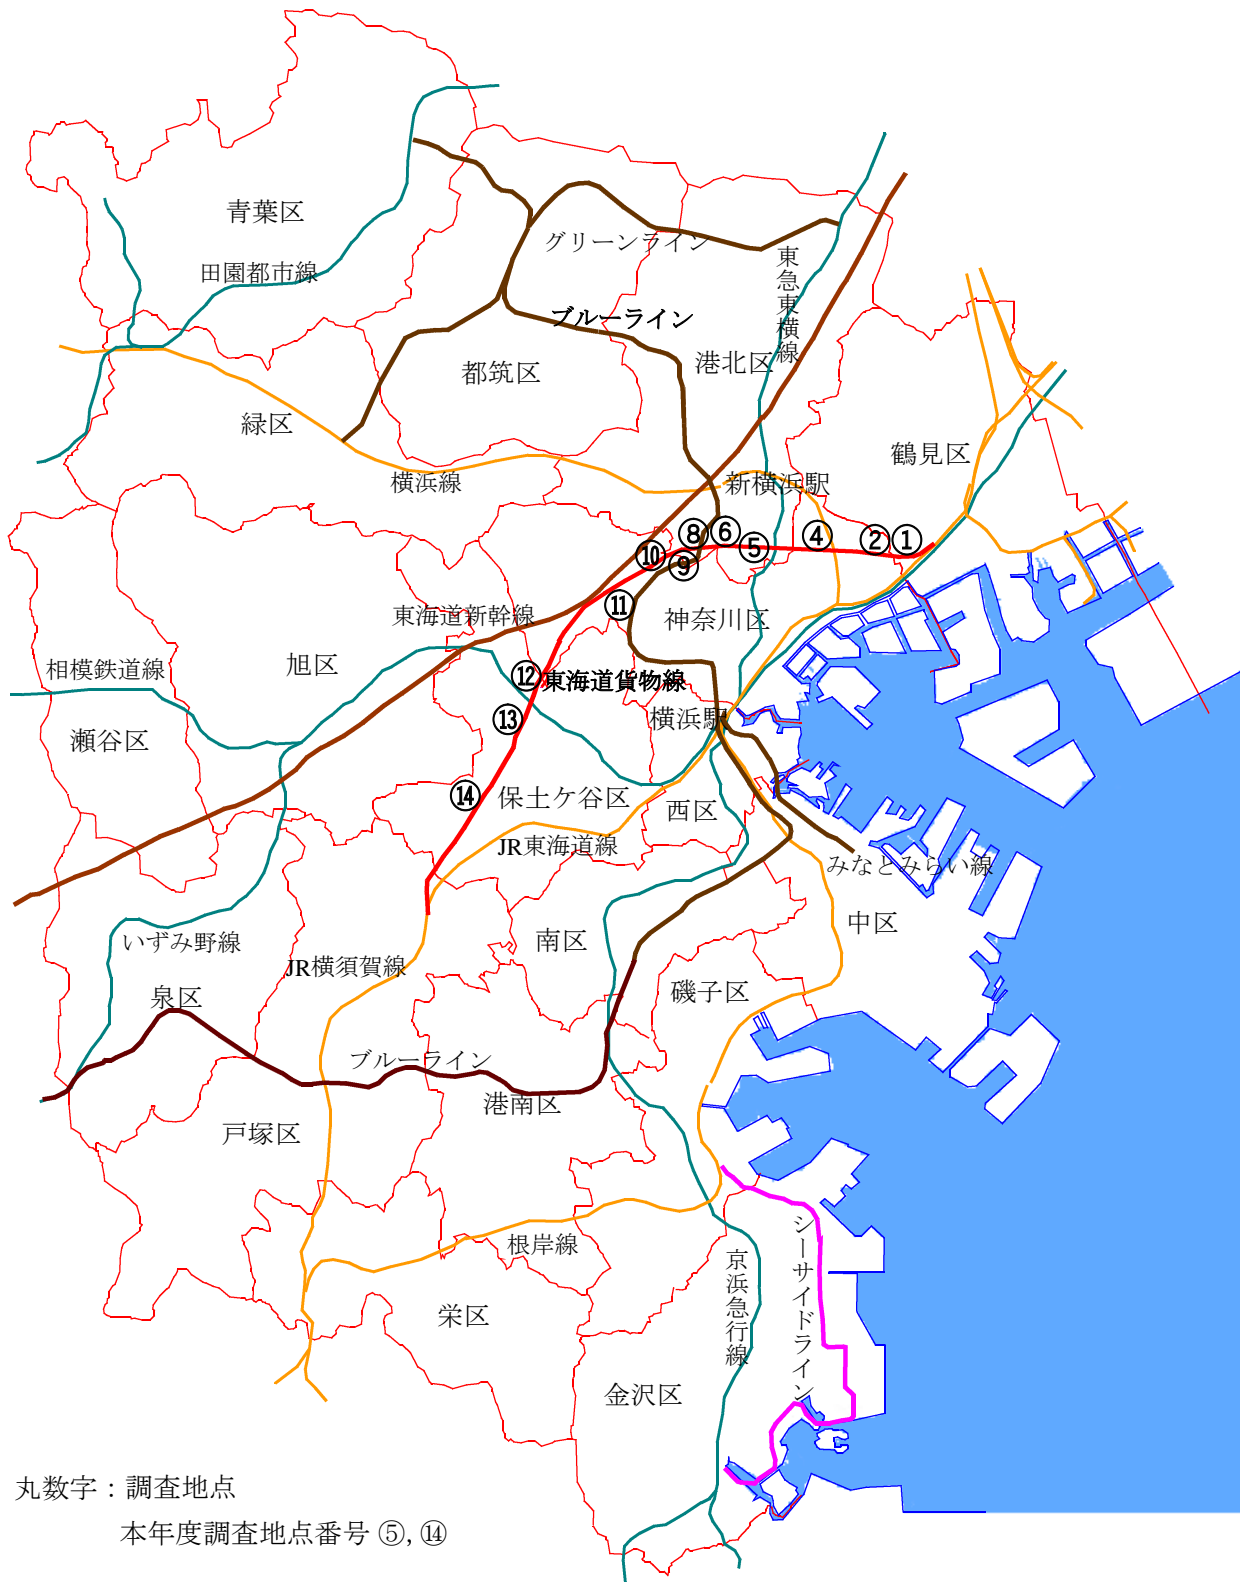 青葉区
グリーンライン
東急東横線
田園都市線
ブルーライン
港北区
都筑区
緑区
鶴見区
横浜線
新横浜駅
⑧
⑥
⑤
④
②
①
⑩
⑨
⑪
東海道新幹線
神奈川区
旭区
相模鉄道線
⑫
東海道貨物線
⑬
横浜駅
瀬谷区
⑭
保土ケ谷区
西区
JR東海道線
みなとみらい線
中区
いずみ野線
南区
JR横須賀線
泉区
磯子区
ブルーライン
港南区
戸塚区
シーサイドライン
根岸線
京浜急行線
栄区
金沢区
丸数字：調査地点
本年度調査地点番号 ⑤, ⑭